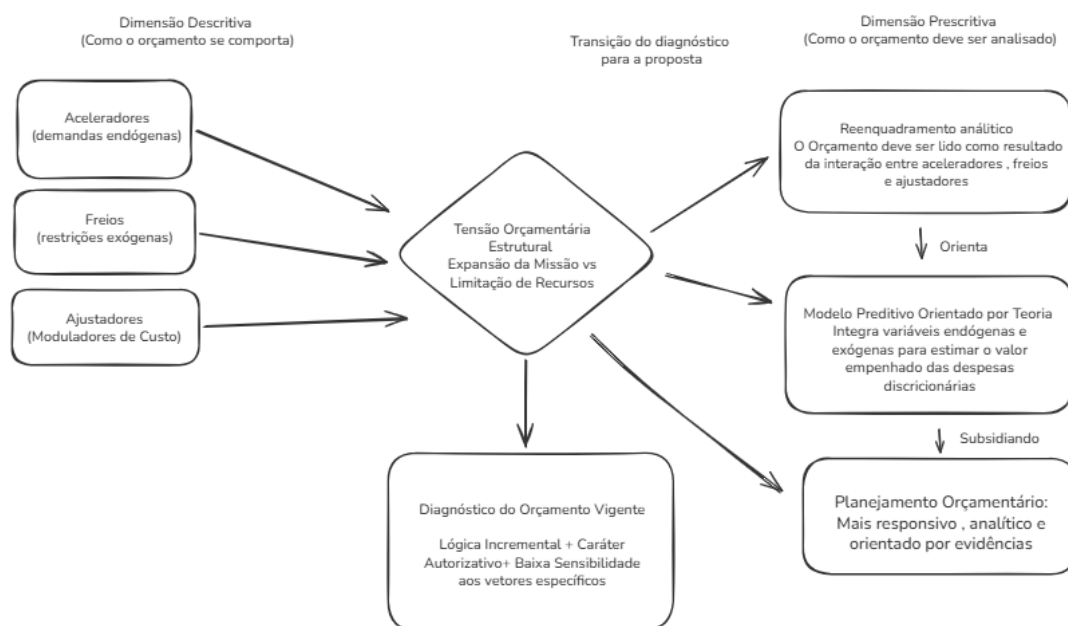 Dimensão Descritiva
(Como o orçamento se comporta)
Transição do diagnóstico
para a proposta
Dimensão Prescritiva
(Como o orçamento deve ser analisado)
Aceleradores
(demandas endógenas)
Freios
(restrições exógenas)
Ajustadores
(Moduladores de Custo)
Tensão Orçamentária
Estrutural
Expansão da Missão vs
Limitação de Recursos
Diagnóstico do Orçamento Vigente
Lógica Incremental + Caráter
Autorizativo+ Baixa Sensibilidade
aos vetores específicos
Reenquadramento análitico
O Orçamento deve ser lido como resultado
da interação entre aceleradores , freios
e ajustadores
Orienta
Modelo Preditivo Orientado por Teoria
Integra variáveis endógenas e
exógenas para estimar o valor
empenhado das despesas
discricionárias
Subsidiando
Planejamento Orçamentário:
Mais responsivo , analítico e
orientado por evidências